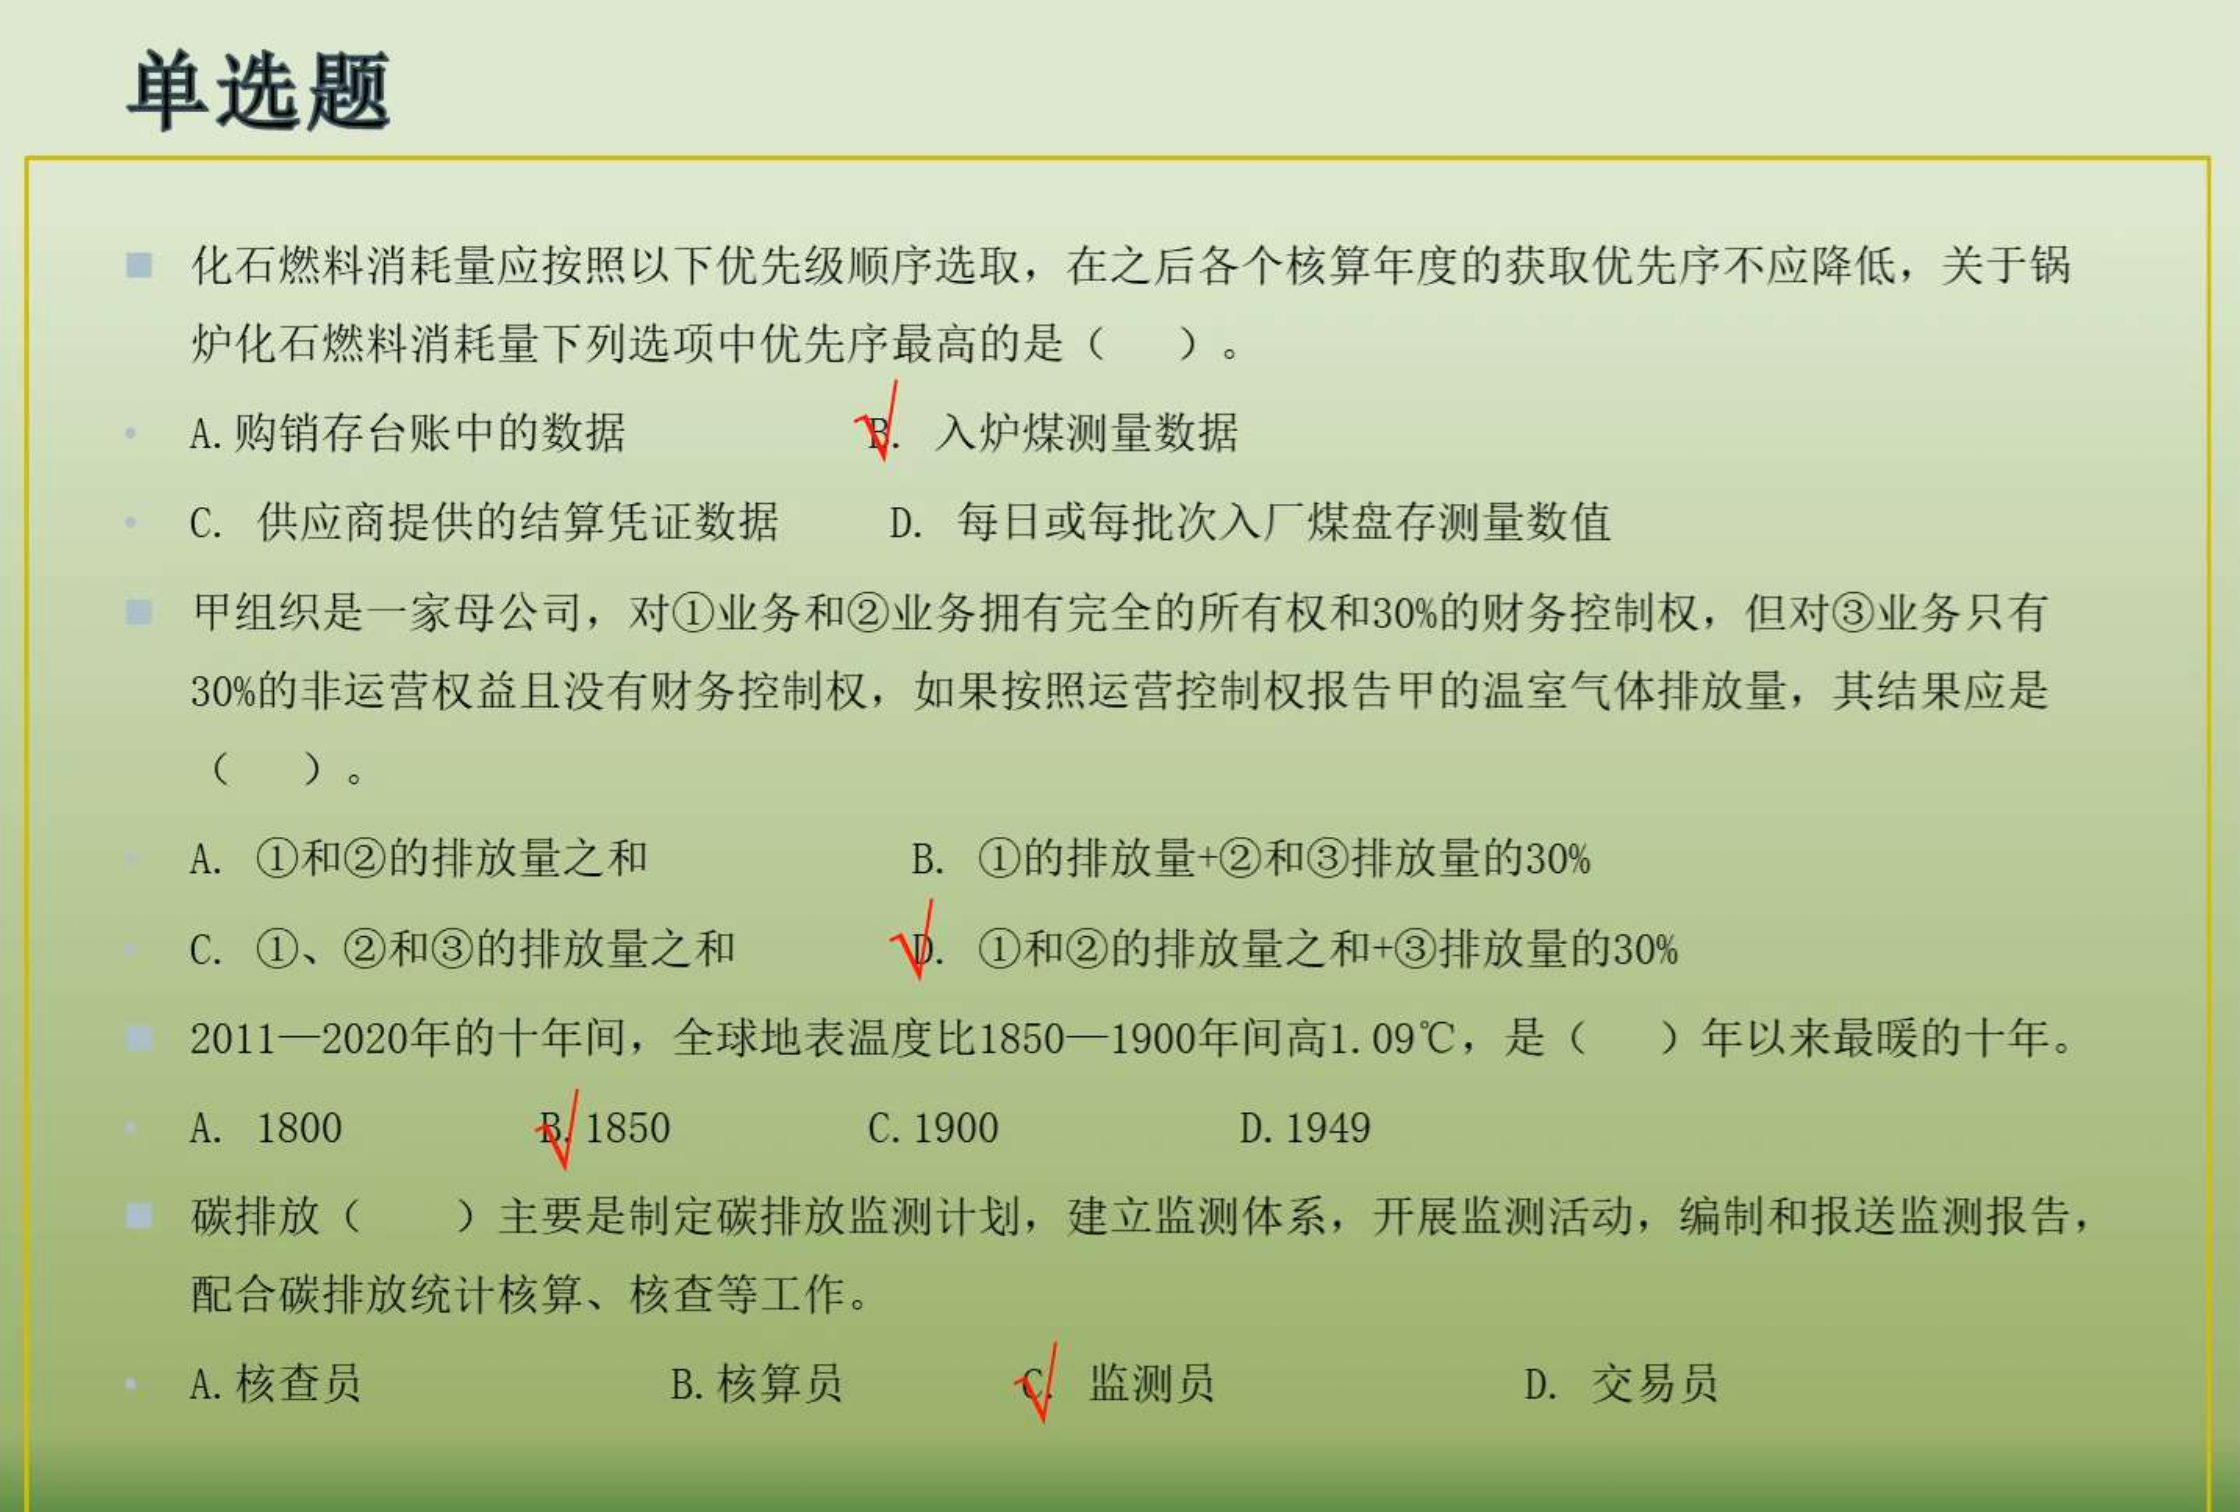 单选题
化石燃料消耗量应按照以下优先级顺序选取，在之后各个核算年度的获取优先序不应降低，关于锅
炉化石燃料消耗量下列选项中优先序最高的是（　）。
A.购销存台账中的数据　B. 入炉煤测量数据
C. 供应商提供的结算凭证数据　D. 每日或每批次入厂煤盘存测量数值
甲组织是一家母公司，对①业务和②业务拥有完全的所有权和30%的财务控制权，但对③业务只有
30%的非运营权益且没有财务控制权，如果按照运营控制权报告甲的温室气体排放量，其结果应是
（　）。
A. ①和②的排放量之和　B. ①的排放量+②和③排放量的30%
C. ①、②和③的排放量之和　D. ①和②的排放量之和+③排放量的30%
2011—2020年的十年间，全球地表温度比1850—1900年间高1.09℃，是（　）年以来最暖的十年。
A. 1800　B.1850　C.1900　D.1949
碳排放（　）主要是制定碳排放监测计划，建立监测体系，开展监测活动，编制和报送监测报告，
配合碳排放统计核算、核查等工作。
A.核查员　B.核算员　C. 监测员　D. 交易员